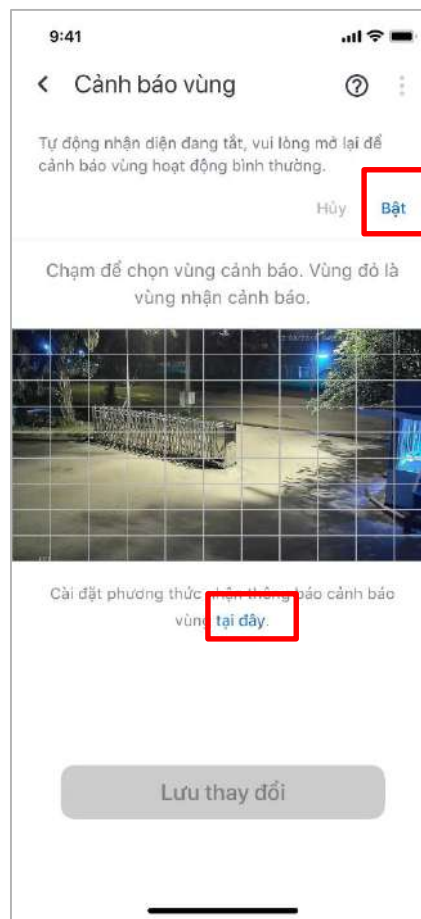 9:41
Cảnh báo vùng
Tự động nhận diện đang tắt, vui lòng mở lại để
cảnh báo vùng hoạt động bình thường.
Hủy Bật
Chạm để chọn vùng cảnh báo. Vùng đỏ là
vùng nhận cảnh báo.
Cài đặt phương thức nhận thông báo cảnh báo
vùng tại đây.
Lưu thay đổi